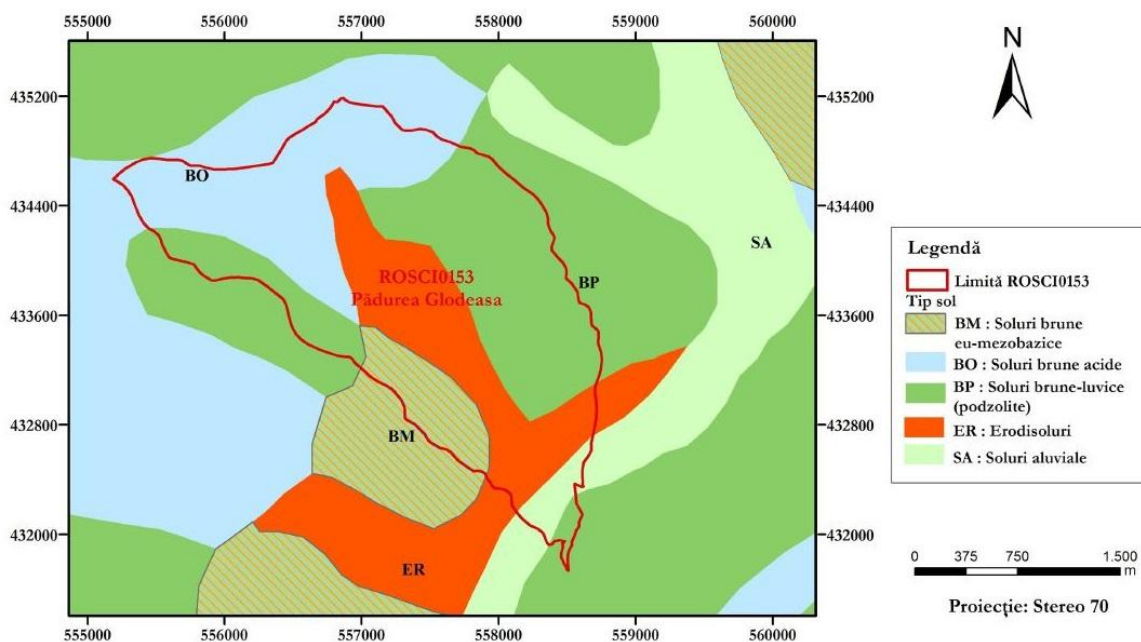 555000 556000 557000 558000 559000 560000
435200 435200
434400 434400
433600 433600
432800 432800
432000 432000
555000 556000 557000 558000 559000 560000
BO
SA
ROSCI0153
Pădurea Glodeasa
BP
BM
ER
N
Legendă
Limită ROSCI0153
Tip sol
BM : Soluri brune
eu-mezobazice
BO : Soluri brune acide
BP : Soluri brune-luvice
(podzolite)
ER : Erodisoluri
SA : Soluri aluviale
0 375 750 1.500
m
Proiecție: Stereo 70